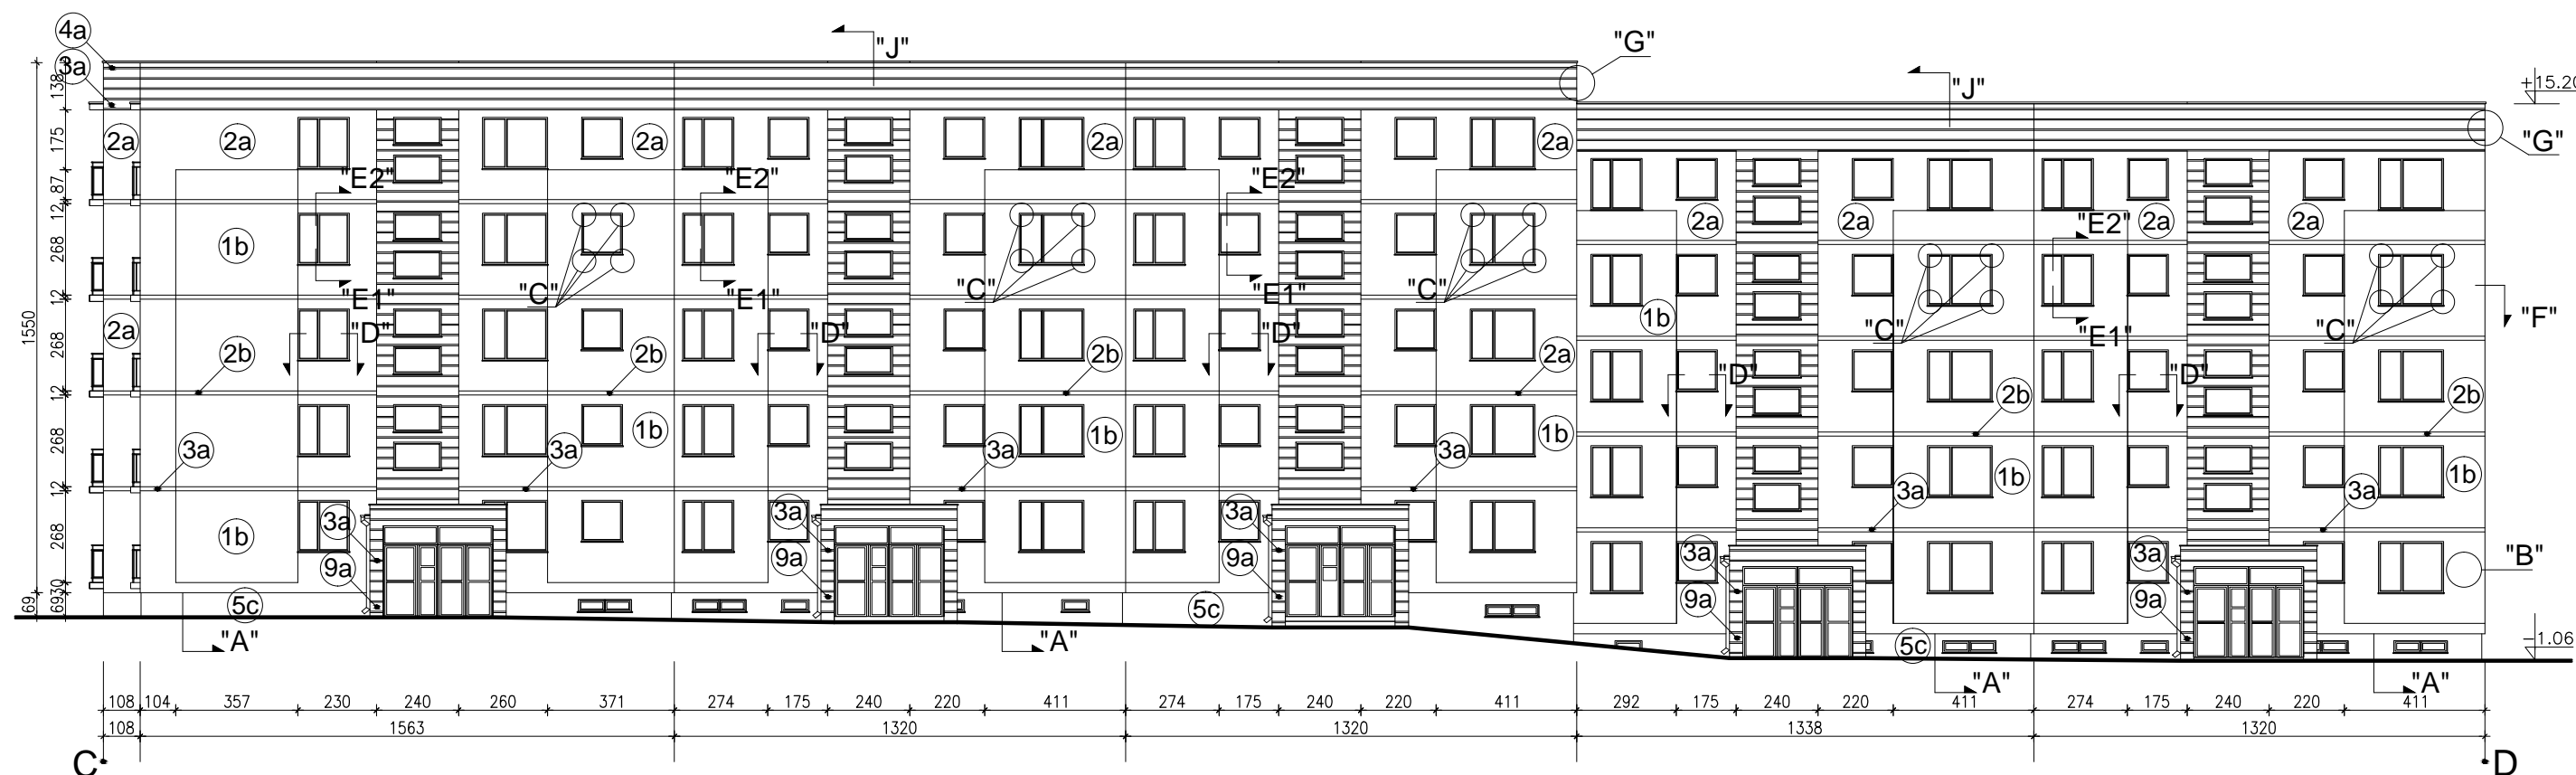 4a
"J"
"G"
3a
"J"
+15.20
138
2a
2a
2a
2a
2a
"G"
175
87
"E2"
"E2"
"E2"
12
2a
2a
2a
2a
"E2"
268
1b
"C"
"C"
"C"
"E1"
"E1"
"E1"
12
1550
2a
"D"
"D"
"D"
1b
"C"
"E1"
"C"
"F"
268
2b
2b
2b
2a
"D"
"D"
12
2b
2b
268
1b
1b
1b
3a
3a
3a
3a
1b
1b
12
3a
3a
268
1b
3a
3a
3a
3a
3a
"B"
9a
9a
9a
9a
9a
30
69
69
5c
5c
5c
"A"
"A"
"A"
"A"
-1.06
108 104 357 230 240 260 371 274 175 240 220 411 274 175 240 220 411 292 175 240 220 411 274 175 240 220 411
108 1563 1320 1320 1338 1320
C
D